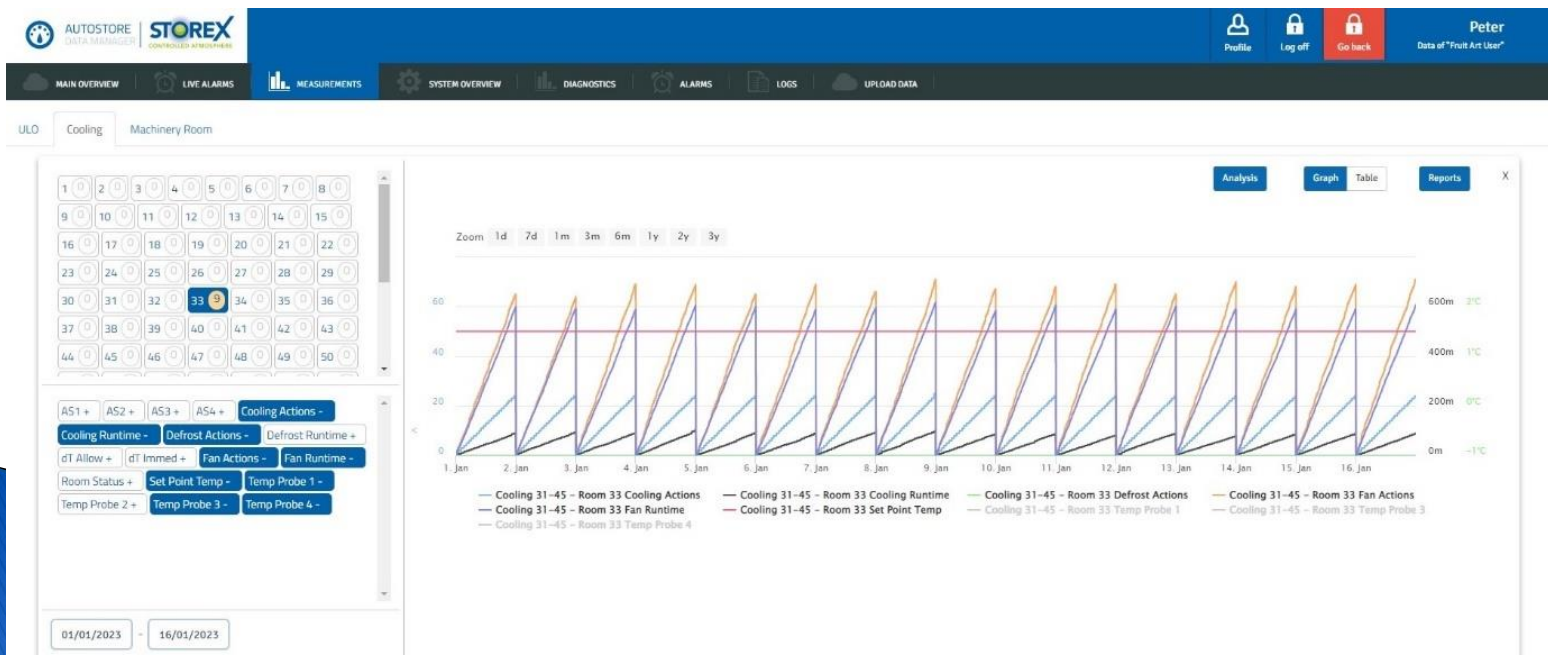 AUTOSTORE
DATA MANAGER
STOREX
CONTROLLED ATMOSPHERE
Profile
Log off
Go back
Peter
Data of "Fruit Art User"
MAIN OVERVIEW LIVE ALARMS MEASUREMENTS SYSTEM OVERVIEW DIAGNOSTICS ALARMS LOGS UPLOAD DATA
ULO Cooling Machinery Room
1 0 2 0 3 0 4 0 5 0 6 0 7 0 8 0
9 0 10 0 11 0 12 0 13 0 14 0 15 0
16 0 17 0 18 0 19 0 20 0 21 0 22 0
23 0 24 0 25 0 26 0 27 0 28 0 29 0
30 0 31 0 32 0 33 9 34 0 35 0 36 0
37 0 38 0 39 0 40 0 41 0 42 0 43 0
44 0 45 0 46 0 47 0 48 0 49 0 50 0
AS1 + AS2 + AS3 + AS4 + Cooling Actions -
Cooling Runtime - Defrost Actions - Defrost Runtime +
dT Allow + dT Immed + Fan Actions - Fan Runtime -
Room Status + Set Point Temp - Temp Probe 1 -
Temp Probe 2 + Temp Probe 3 - Temp Probe 4 -
01/01/2023 - 16/01/2023
Analysis Graph Table Reports X
Zoom 1d 7d 1m 3m 6m 1y 2y 3y
<
60 600m 2°C
40 400m 1°C
20 200m 0°C
0 0m -1°C
1. Jan 2. Jan 3. Jan 4. Jan 5. Jan 6. Jan 7. Jan 8. Jan 9. Jan 10. Jan 11. Jan 12. Jan 13. Jan 14. Jan 15. Jan 16. Jan
Cooling 31-45 - Room 33 Cooling Actions Cooling 31-45 - Room 33 Cooling Runtime Cooling 31-45 - Room 33 Defrost Actions Cooling 31-45 - Room 33 Fan Actions
Cooling 31-45 - Room 33 Fan Runtime Cooling 31-45 - Room 33 Set Point Temp Cooling 31-45 - Room 33 Temp Probe 1 Cooling 31-45 - Room 33 Temp Probe 3
Cooling 31-45 - Room 33 Temp Probe 4